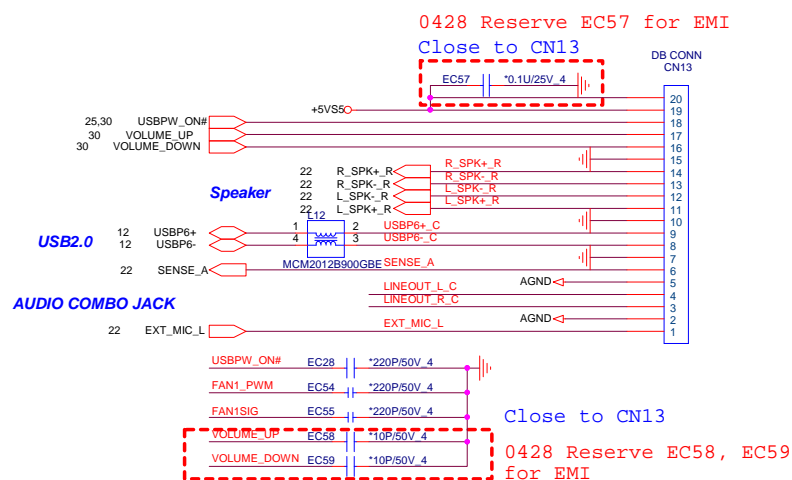 0428 Reserve EC57 for EMI
Close to CN13
DB CONN
CN13
EC57 *0.1U/25V_4
20
+5VS5 19
25,30 USBPW_ON# 18
30 VOLUME_UP 17
30 VOLUME_DOWN 16
15
22 R_SPK+_R R_SPK+_R 14
Speaker 22 R_SPK-_R R_SPK-_R 13
22 L_SPK-_R L_SPK-_R 12
22 L_SPK+_R L_SPK+_R 11
L12 10
12 USBP6+ 1 2 USBP6+_C 9
USB2.0 12 USBP6- 4 3 USBP6-_C 8
7
22 SENSE_A MCM2012B900GBE SENSE_A 6
AGND 5
LINEOUT_L_C 4
AUDIO COMBO JACK LINEOUT_R_C 3
AGND 2
22 EXT_MIC_L EXT_MIC_L 1
USBPW_ON# EC28 *220P/50V_4
FAN1_PWM EC54 *220P/50V_4
FAN1SIG EC55 *220P/50V_4
Close to CN13
VOLUME_UP EC58 *10P/50V_4
VOLUME_DOWN EC59 *10P/50V_4
0428 Reserve EC58, EC59
for EMI